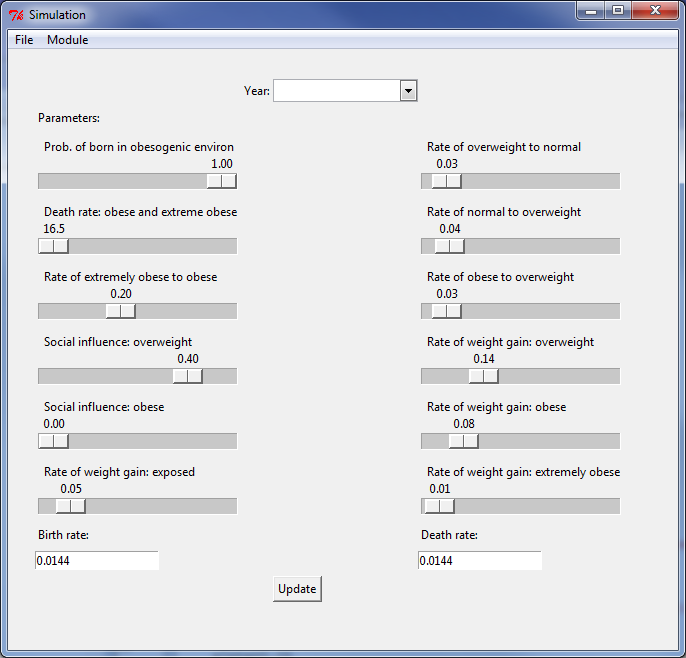 Simulation
File Module
Year:
Parameters:
Prob. of born in obesogenic environ
1.00
Rate of overweight to normal
0.03
Death rate: obese and extreme obese
16.5
Rate of normal to overweight
0.04
Rate of extremely obese to obese
0.20
Rate of obese to overweight
0.03
Social influence: overweight
0.40
Rate of weight gain: overweight
0.14
Social influence: obese
0.00
Rate of weight gain: obese
0.08
Rate of weight gain: exposed
0.05
Rate of weight gain: extremely obese
0.01
Birth rate:
0.0144
Death rate:
0.0144
Update